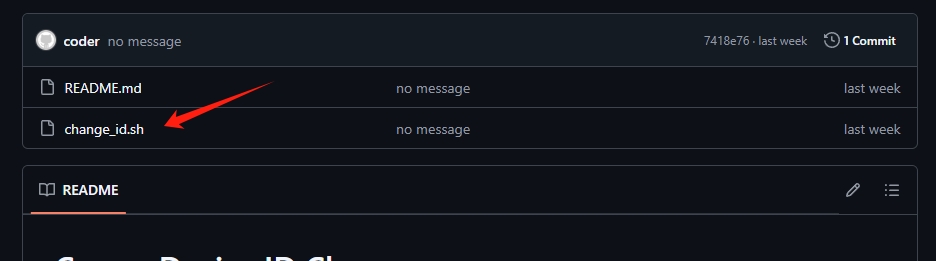 coder no message 7418e76 · last week 1 Commit
README.md no message last week
change_id.sh no message last week
README